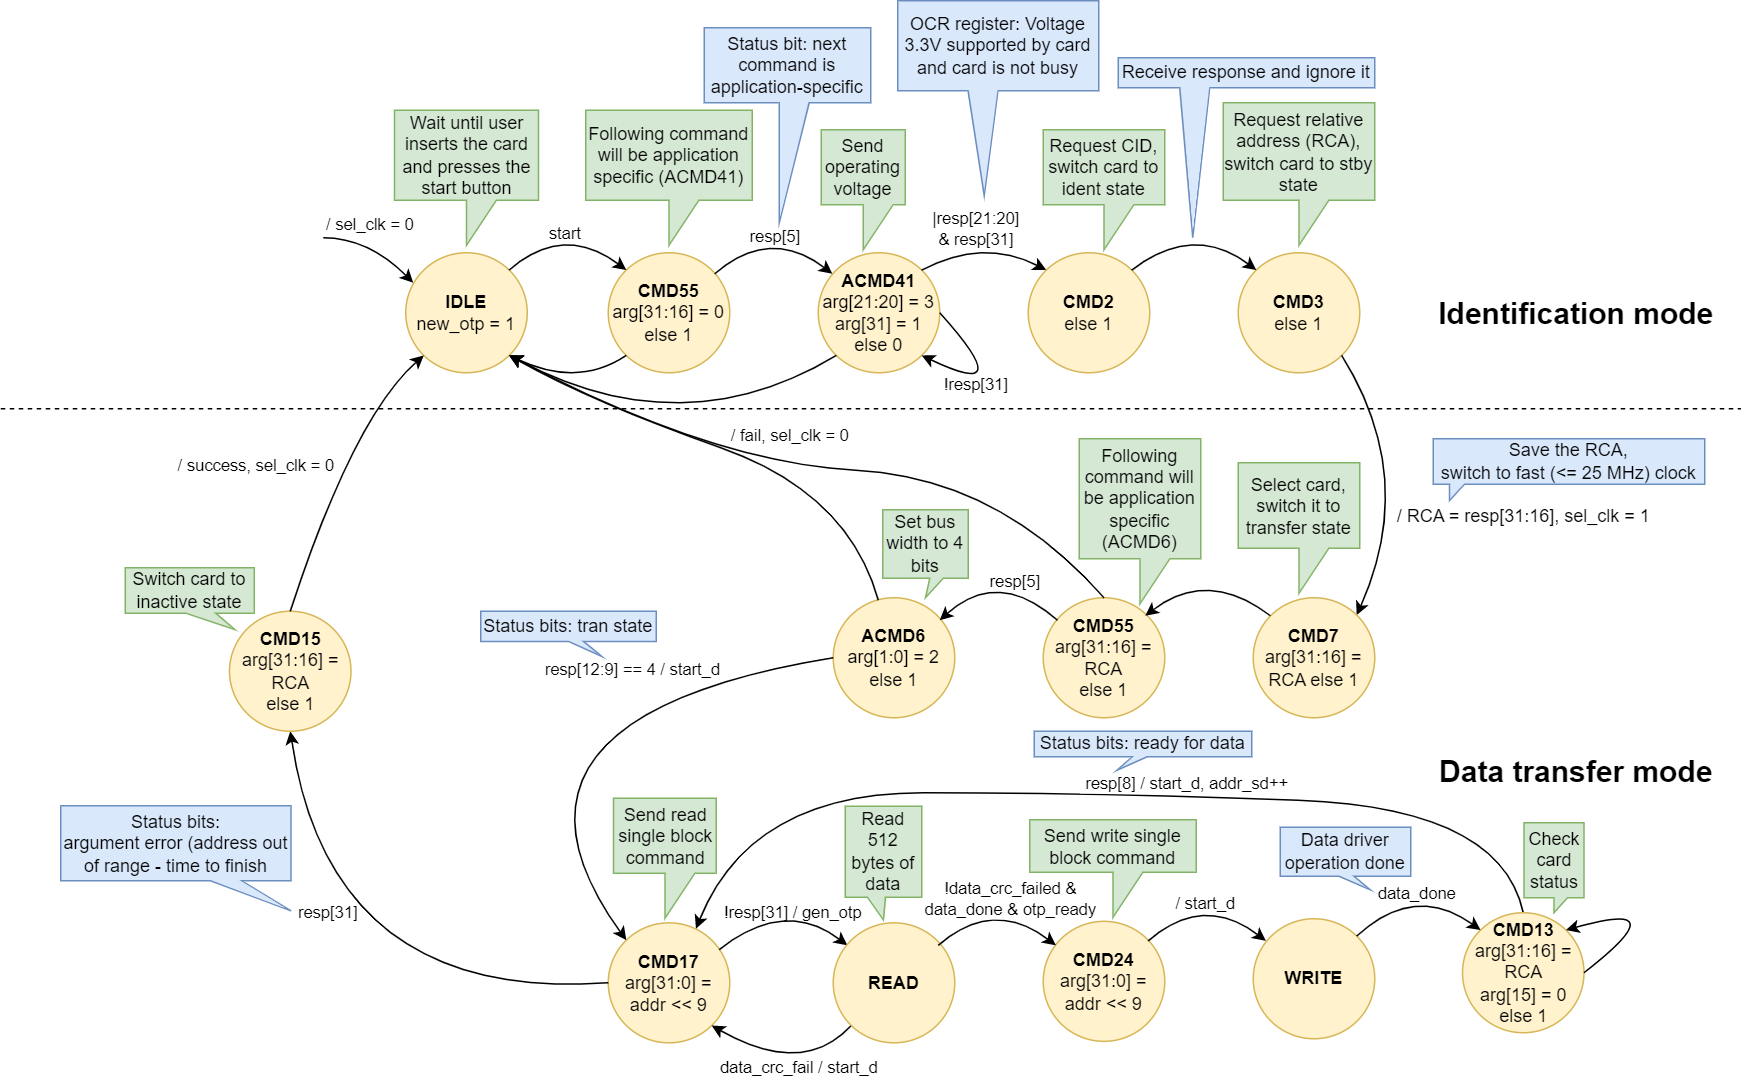 OCR register: Voltage
3.3V supported by card
and card is not busy
Status bit: next
command is
application-specific
Receive response and ignore it
Wait until user
inserts the card
and presses the
start button
Following command
will be application
specific (ACMD41)
Send
operating
voltage
Request CID,
switch card to
ident state
Request relative
address (RCA),
switch card to stby
state
/ sel_clk = 0
start
resp[5]
|resp[21:20]
& resp[31]
IDLE
new_otp = 1
CMD55
arg[31:16] = 0
else 1
ACMD41
arg[21:20] = 3
arg[31] = 1
else 0
CMD2
else 1
CMD3
else 1
Identification mode
!resp[31]
/ fail, sel_clk = 0
/ success, sel_clk = 0
Save the RCA,
switch to fast (<= 25 MHz) clock
/ RCA = resp[31:16], sel_clk = 1
Set bus
width to 4
bits
Following
command will
be application
specific
(ACMD6)
Select card,
switch it to
transfer state
resp[5]
Switch card to
inactive state
Status bits: tran state
resp[12:9] == 4 / start_d
CMD15
arg[31:16] =
RCA
else 1
ACMD6
arg[1:0] = 2
else 1
CMD55
arg[31:16] =
RCA
else 1
CMD7
arg[31:16] =
RCA else 1
Status bits: ready for data
resp[8] / start_d, addr_sd++
Data transfer mode
Status bits:
argument error (address out
of range - time to finish
resp[31]
Send read
single block
command
Read
512
bytes of
data
Send write single
block command
Data driver
operation done
Check
card
status
!resp[31] / gen_otp
!data_crc_failed &
data_done & otp_ready
/ start_d
data_done
CMD17
arg[31:0] =
addr << 9
READ
CMD24
arg[31:0] =
addr << 9
WRITE
CMD13
arg[31:16] =
RCA
arg[15] = 0
else 1
data_crc_fail / start_d